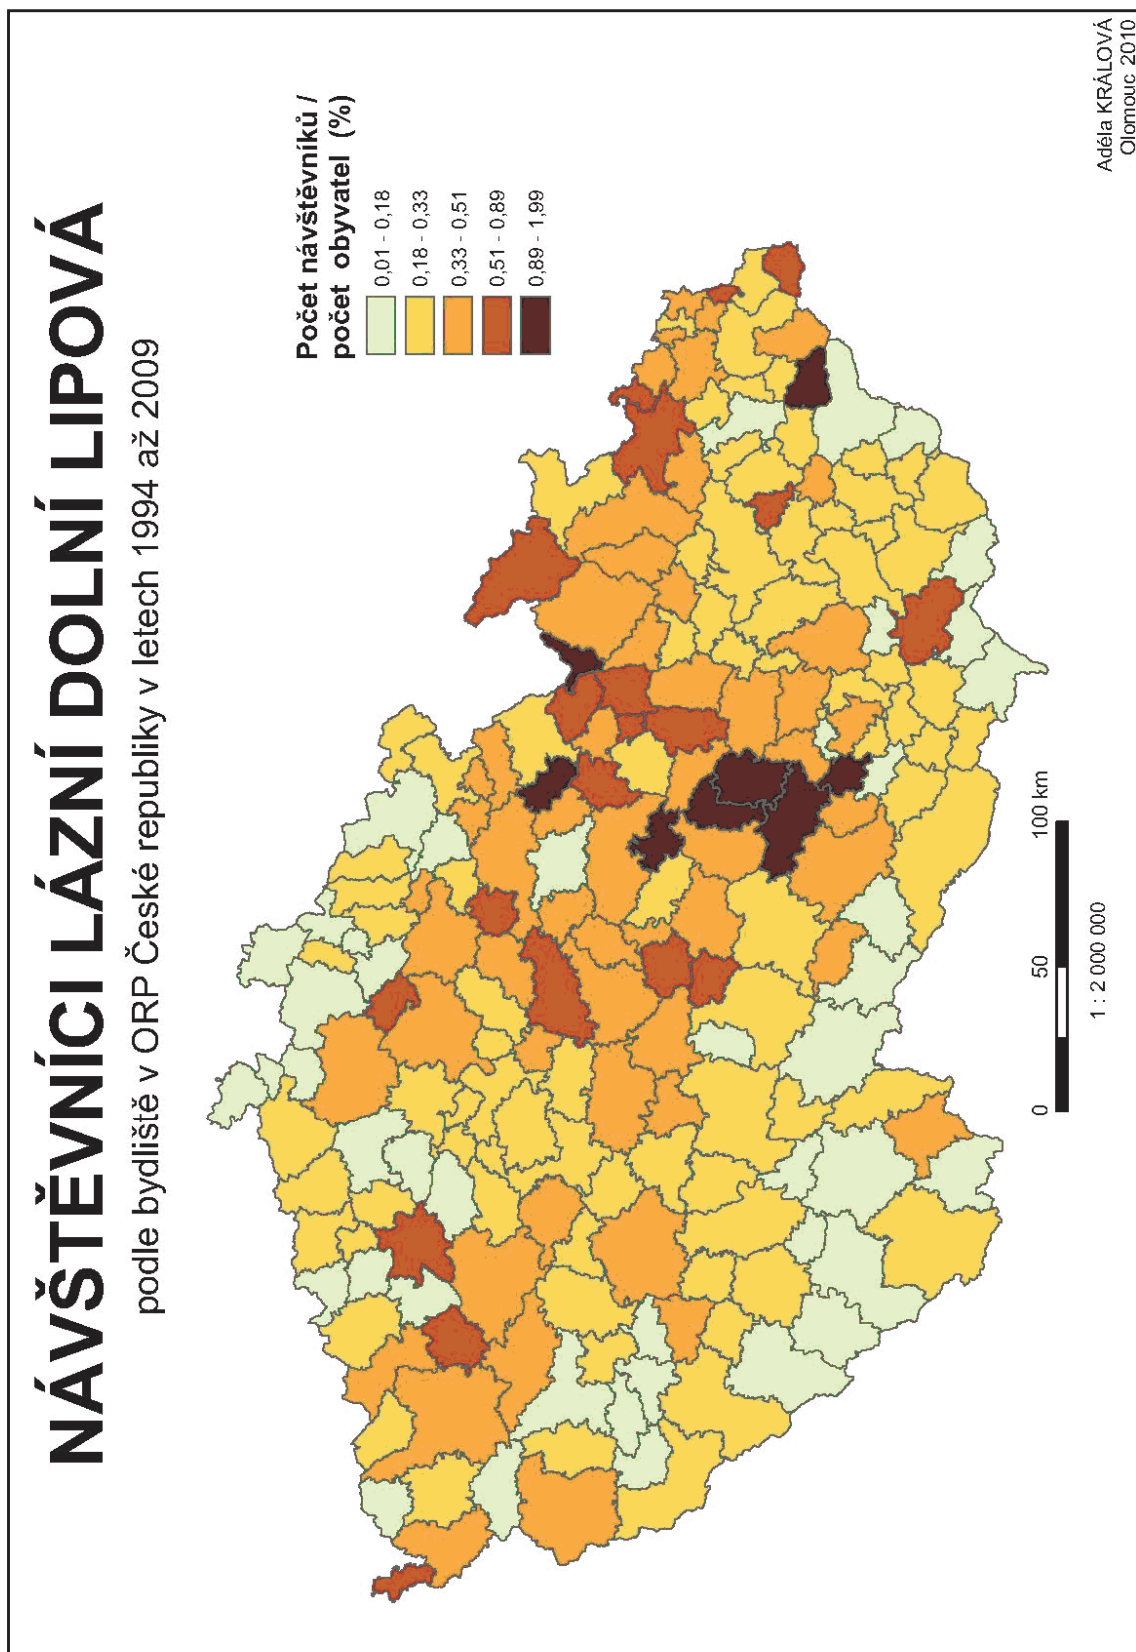 NÁVŠTĚVNÍCI LÁZNÍ DOLNÍ LIPOVÁ
podle bydliště v ORP České republiky v letech 1994 až 2009
Počet návštěvníků /
počet obyvatel (%)
0,01 - 0,18
0,18 - 0,33
0,33 - 0,51
0,51 - 0,89
0,89 - 1,99
0 50 100 km
1 : 2 000 000
Adéla KRÁLOVÁ
Olomouc 2010